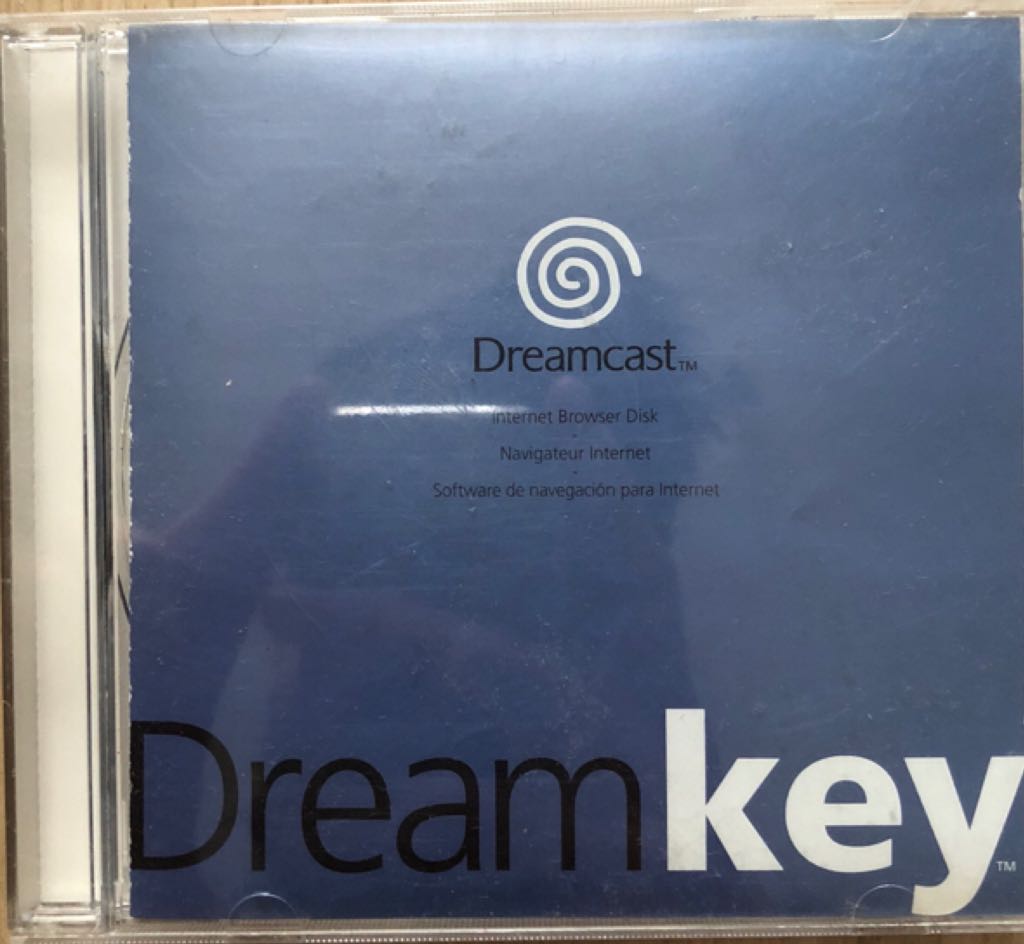 Dreamcast™
Internet Browser Disk
-
Navigateur Internet
-
Software de navegación para Internet
Dreamkey™